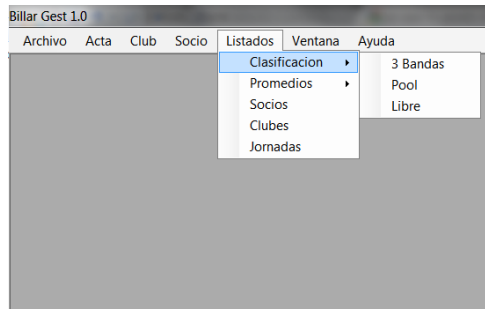 Billar Gest 1.0
Archivo Acta Club Socio Listados Ventana Ayuda
Clasificacion 3 Bandas
Promedios Pool
Socios Libre
Clubes
Jornadas